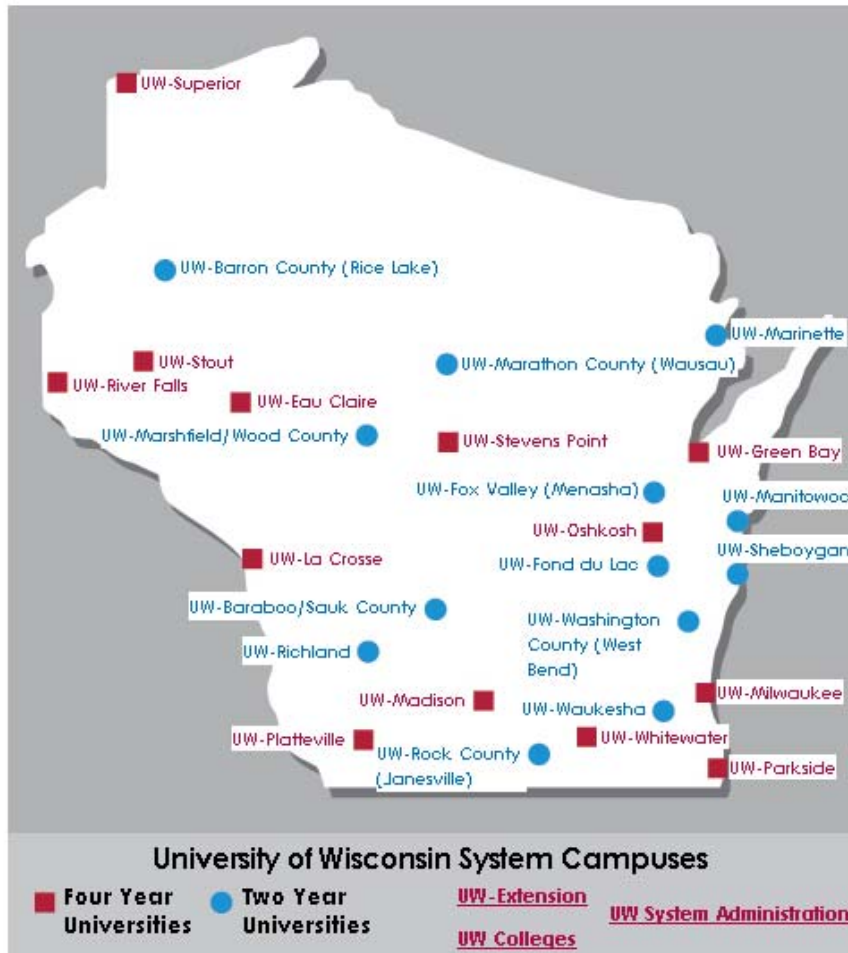 UW-Superior
UW-Barron County (Rice Lake)
UW-Marinette
UW-Stout
UW-Marathon County (Wausau)
UW-River Falls
UW-Eau Claire
UW-Marshfield/Wood County
UW-Stevens Point
UW-Green Bay
UW-Fox Valley (Menasha)
UW-Manitowoc
UW-Oshkosh
UW-Sheboygan
UW-La Crosse
UW-Fond du Lac
UW-Baraboo/Sauk County
UW-Washington
County (West
Bend)
UW-Richland
UW-Madison
UW-Milwaukee
UW-Waukesha
UW-Platteville
UW-Whitewater
UW-Rock County
(Janesville)
UW-Parkside
University of Wisconsin System Campuses
Four Year
Universities
Two Year
Universities
UW-Extension
UW System Administration
UW Colleges